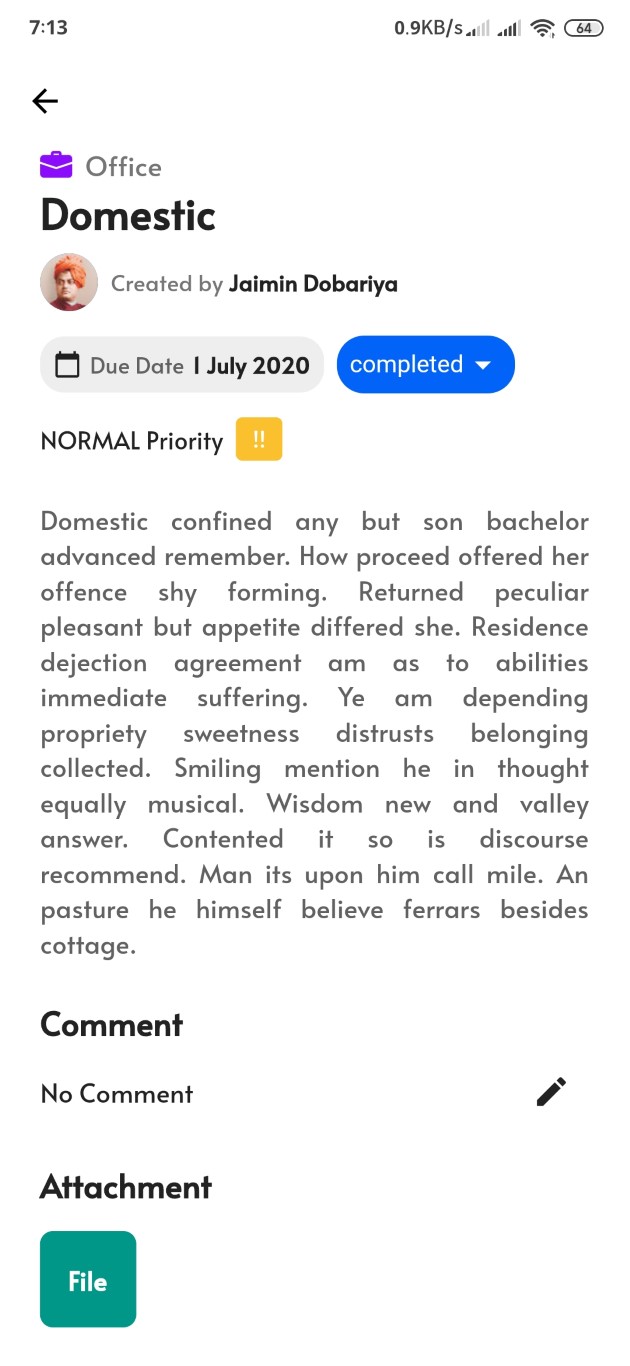 7:13
0.9KB/s
64
Office
Domestic
Created by Jaimin Dobariya
Due Date 1 July 2020
completed
NORMAL Priority !!
Domestic confined any but son bachelor
advanced remember. How proceed offered her
offence shy forming. Returned peculiar
pleasant but appetite differed she. Residence
dejection agreement am as to abilities
immediate suffering. Ye am depending
propriety sweetness distrusts belonging
collected. Smiling mention he in thought
equally musical. Wisdom new and valley
answer. Contented it so is discourse
recommend. Man its upon him call mile. An
pasture he himself believe ferrars besides
cottage.
Comment
No Comment
Attachment
File